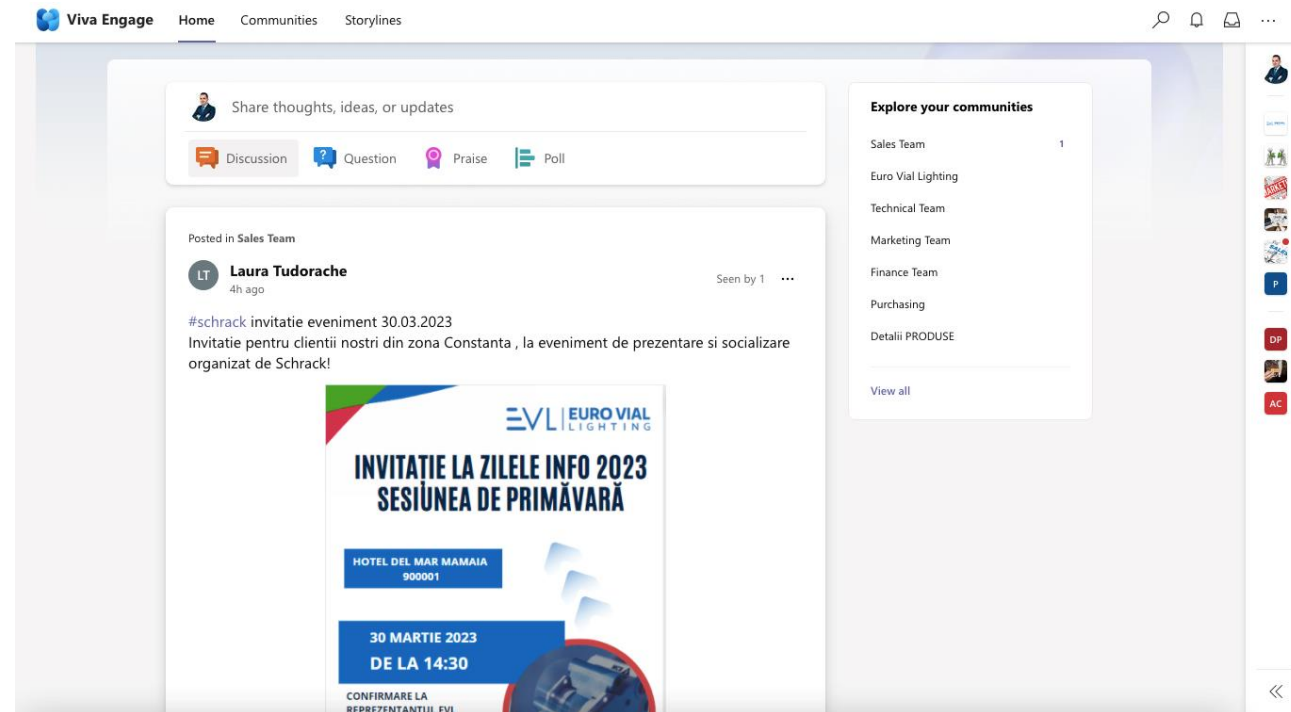 Viva Engage Home Communities Storylines
Share thoughts, ideas, or updates
Discussion Question Praise Poll
Posted in Sales Team
LT Laura Tudorache
4h ago
Seen by 1
#schrack invitatie eveniment 30.03.2023
Invitatie pentru clientii nostri din zona Constanta , la eveniment de prezentare si socializare
organizat de Schrack!
EVL EURO VIAL
LIGHTING
INVITAȚIE LA ZILELE INFO 2023
SESIUNEA DE PRIMĂVARĂ
HOTEL DEL MAR MAMAIA
900001
30 MARTIE 2023
DE LA 14:30
CONFIRMARE LA
REPREZENTANTUL EVL
Explore your communities
Sales Team 1
Euro Vial Lighting
Technical Team
Marketing Team
Finance Team
Purchasing
Detalii PRODUSE
View all
P
DP
AC